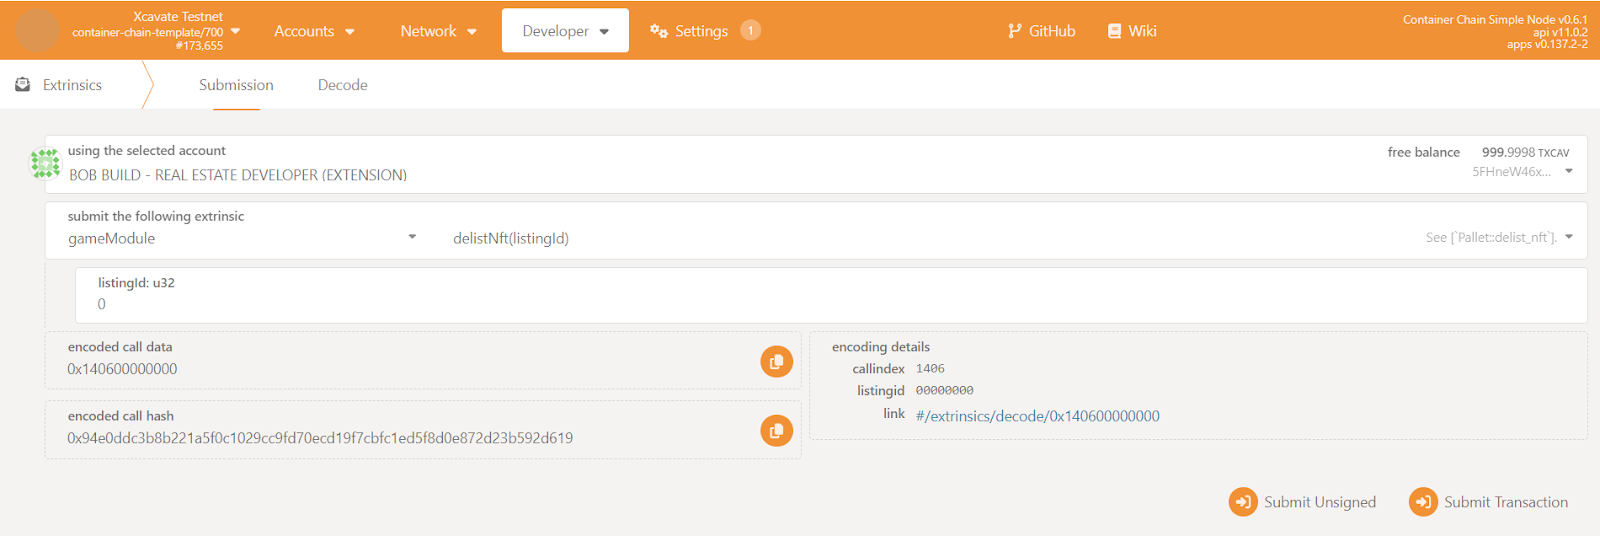 Xcavate Testnet
container-chain-template/700
#173,655
Accounts
Network
Developer
Settings 1
GitHub
Wiki
Container Chain Simple Node v0.6.1
api v11.0.2
apps v0.137.2-2
Extrinsics
Submission
Decode
using the selected account
BOB BUILD - REAL ESTATE DEVELOPER (EXTENSION)
free balance 999.9998 TXCAV
5FHneW46x...
submit the following extrinsic
gameModule
delistNft(listingId)
See [`Pallet::delist_nft`].
listingId: u32
0
encoded call data
0x140600000000
encoded call hash
0x94e0ddc3b8b221a5f0c1029cc9fd70ecd19f7cbfc1ed5f8d0e872d23b592d619
encoding details
callindex 1406
listingid 00000000
link #/extrinsics/decode/0x140600000000
Submit Unsigned
Submit Transaction